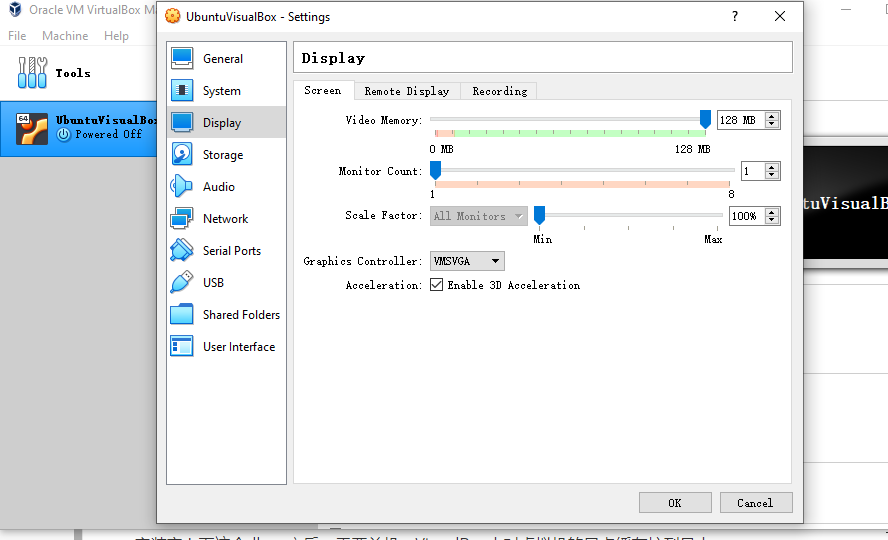 Oracle VM VirtualBox Ma
UbuntuVisualBox - Settings
?
File Machine Help
Tools
64
UbuntuVisualBox
Powered Off
General
System
Display
Storage
Audio
Network
Serial Ports
USB
Shared Folders
User Interface
Display
Screen Remote Display Recording
Video Memory: 128 MB
0 MB 128 MB
Monitor Count: 1
1 8
Scale Factor: All Monitors 100%
Min Max
Graphics Controller: VMSVGA
Acceleration: Enable 3D Acceleration
tuVisualB
OK Cancel